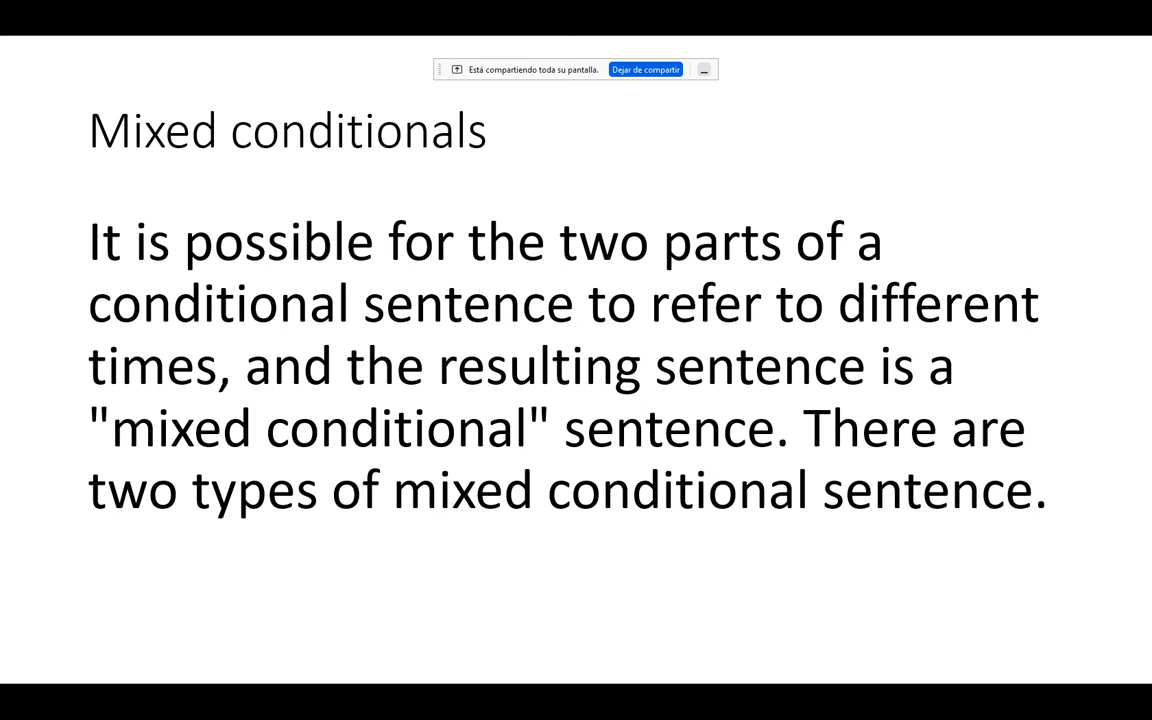 Está compartiendo toda su pantalla. Dejar de compartir
Mixed conditionals
It is possible for the two parts of a
conditional sentence to refer to different
times, and the resulting sentence is a
"mixed conditional" sentence. There are
two types of mixed conditional sentence.